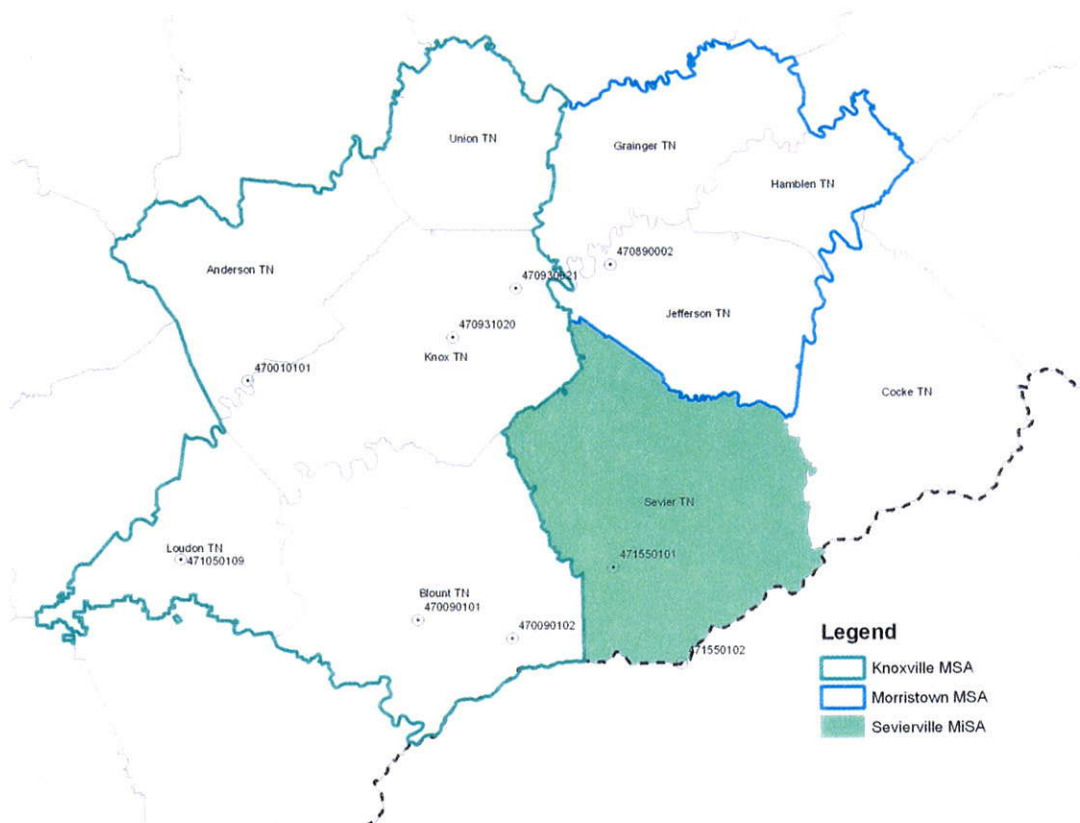 Union TN
Grainger TN
Hamblen TN
470890002
Anderson TN
470930021
Jefferson TN
470931020
Knox TN
470010101
Cocke TN
Sevier TN
Loudon TN
471050109
471550101
Blount TN
470090101
470090102
471550102
Legend
Knoxville MSA
Morristown MSA
Sevierville MiSA